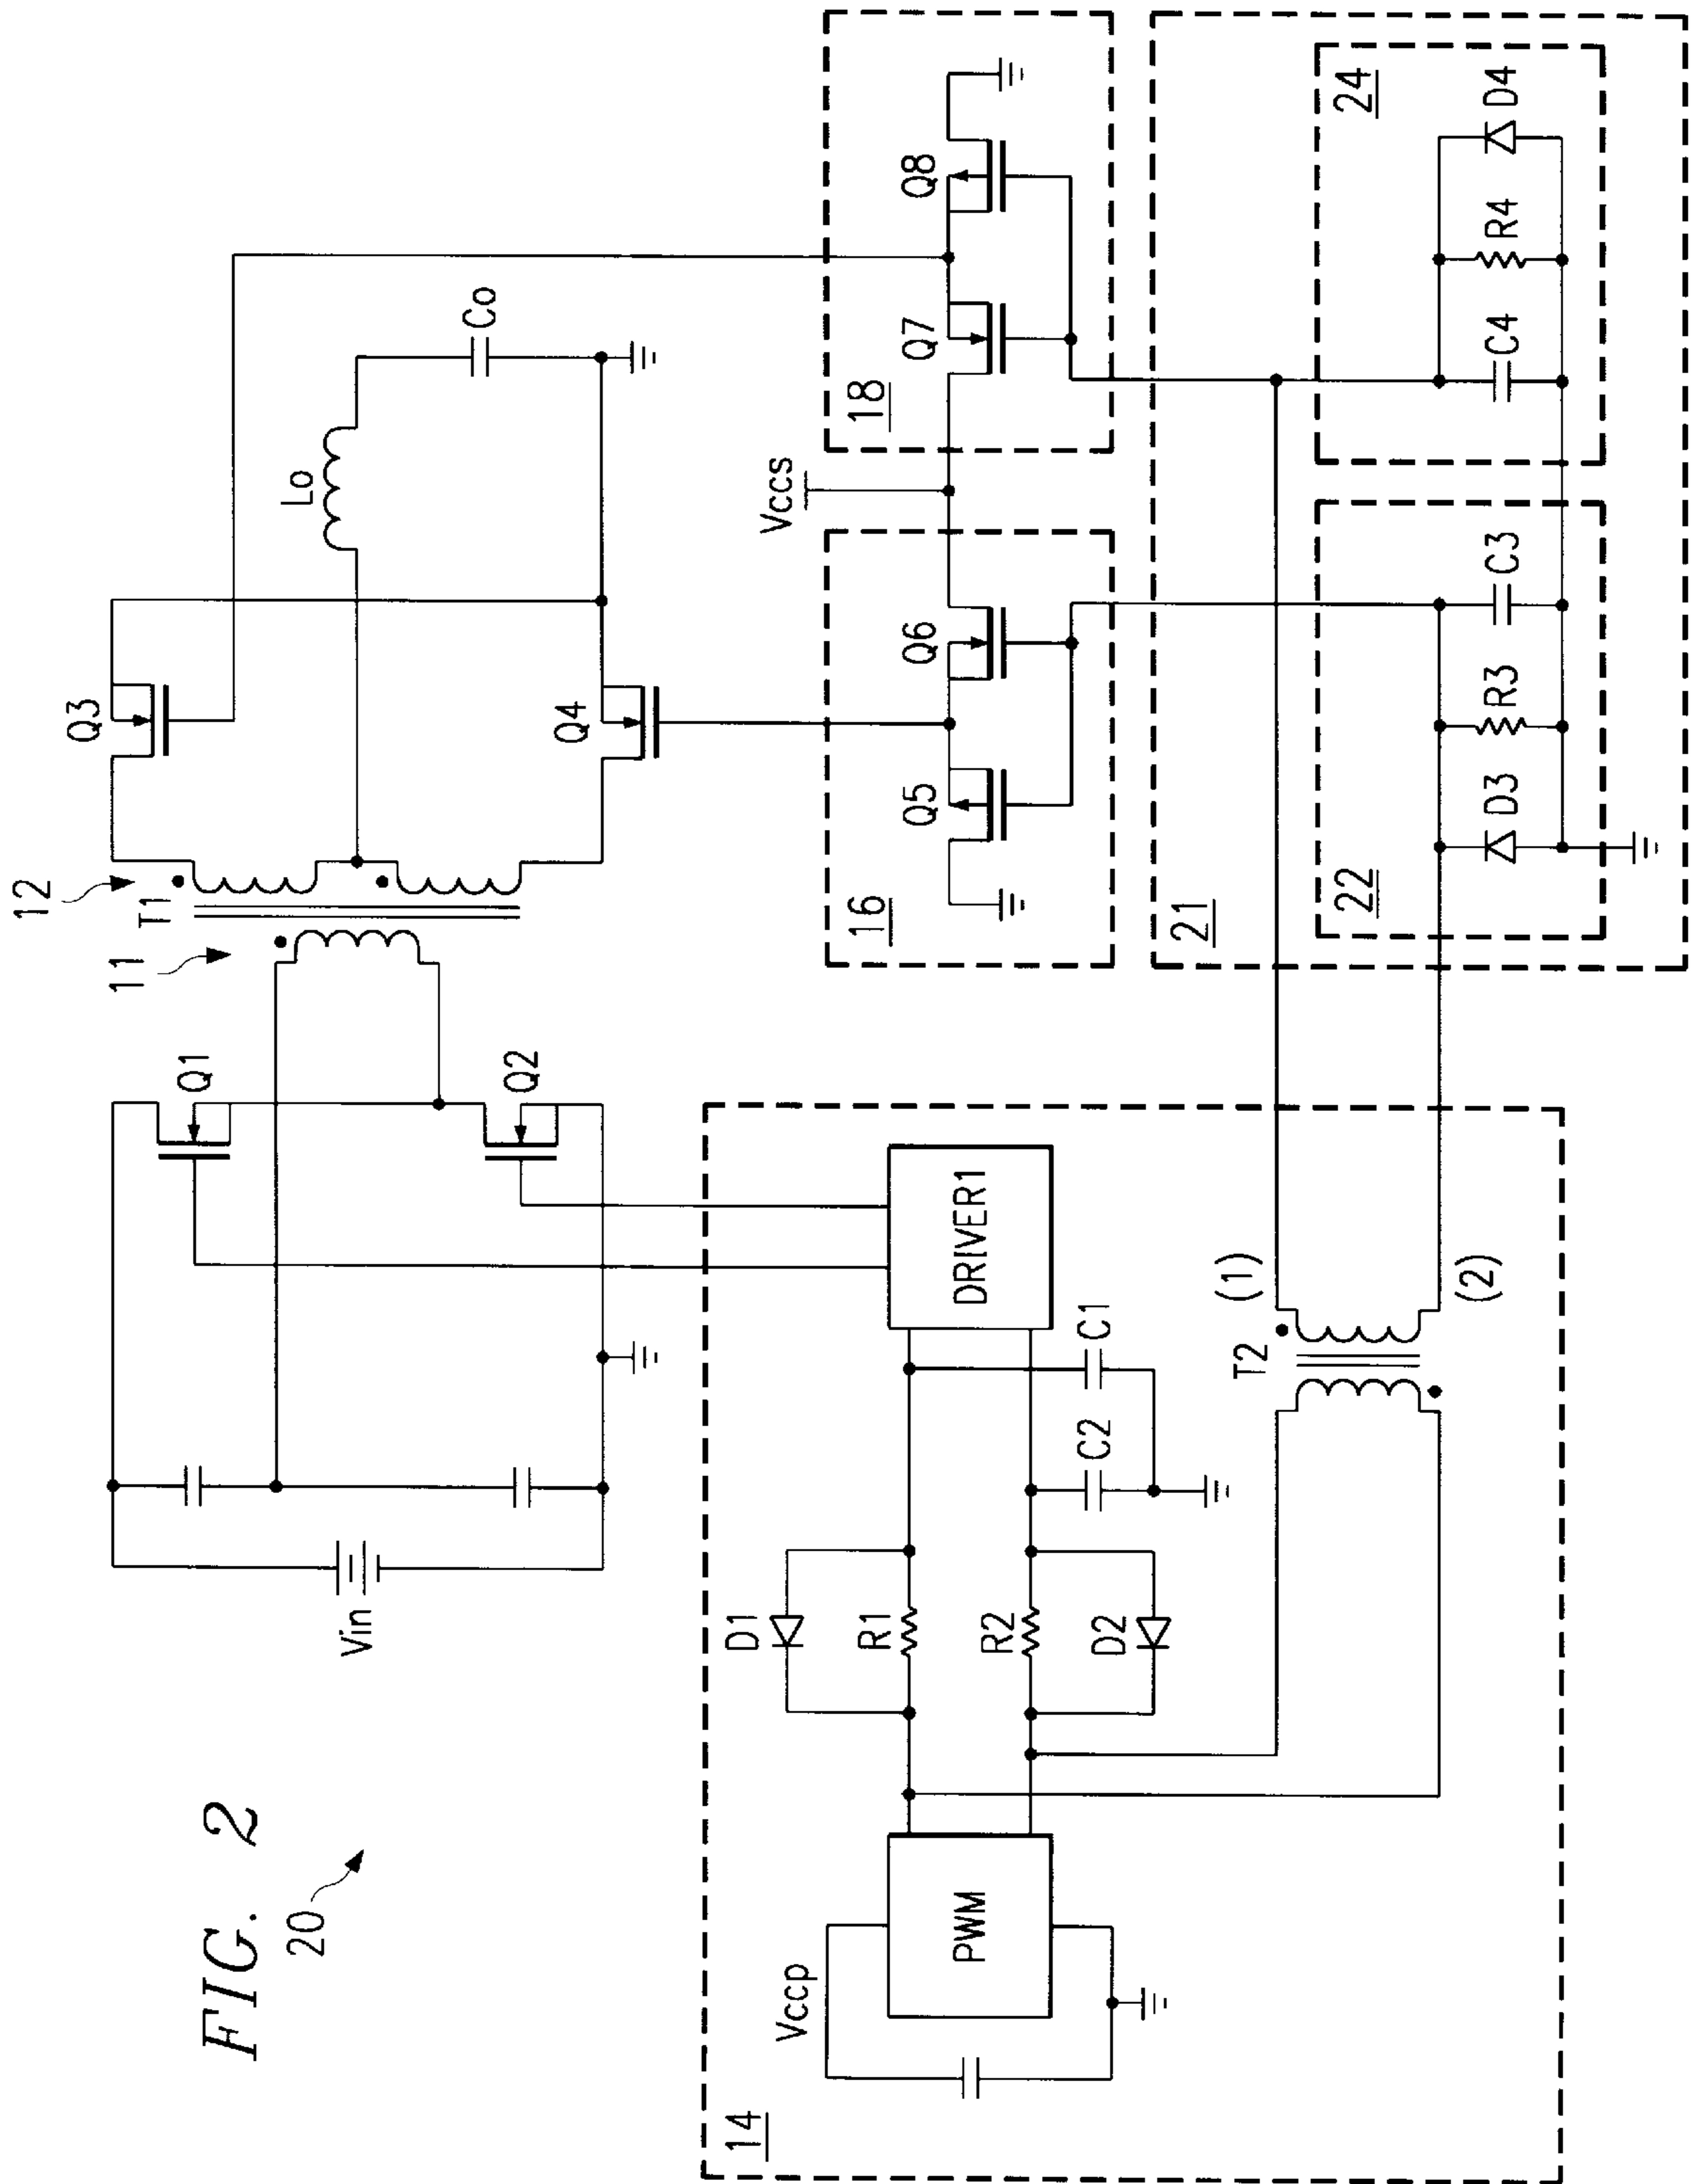 FIG. 2
20
Vin
Q1
Q2
11
12
T1
Q3
Q4
Lo
Co
14
Vccp
PWM
D1
R1
R2
D2
C2
C1
DRIVER1
T2
(1)
(2)
16
Q5
Q6
Vccs
18
Q7
Q8
21
22
D3
R3
C3
24
C4
R4
D4